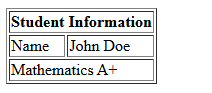 Student Information
Name John Doe
Mathematics A+